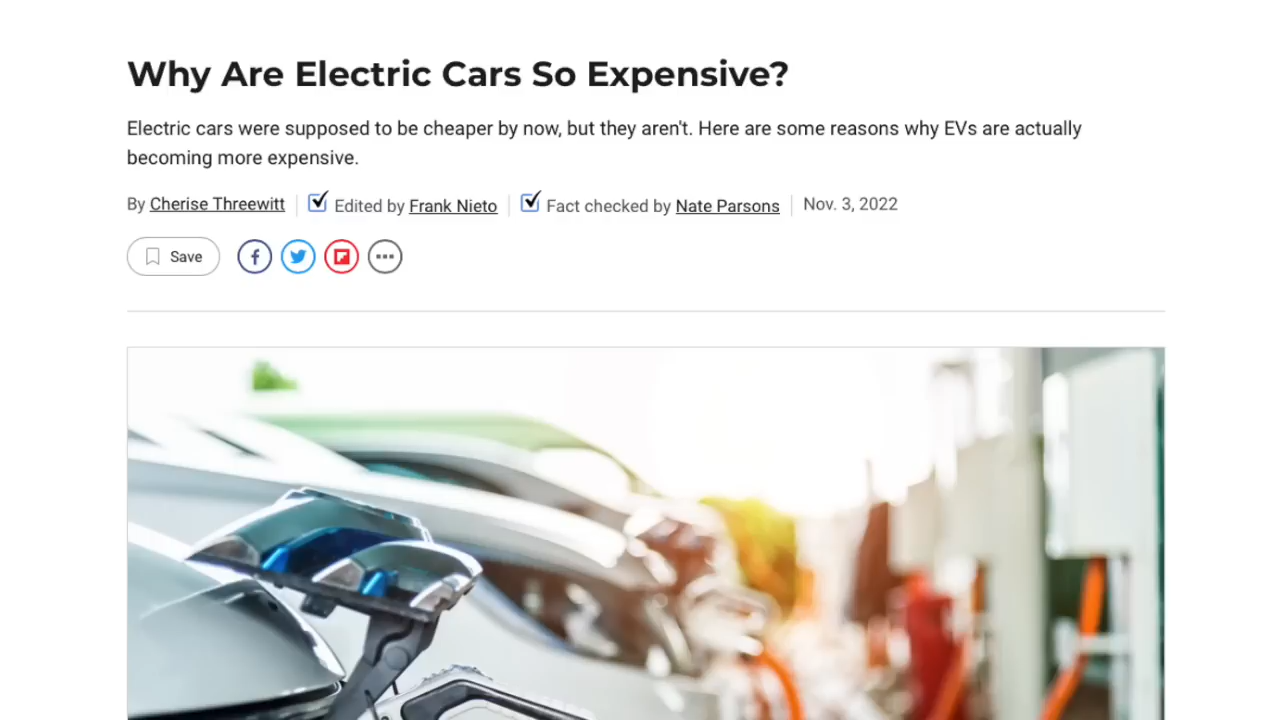 Why Are Electric Cars So Expensive?
Electric cars were supposed to be cheaper by now, but they aren't. Here are some reasons why EVs are actually
becoming more expensive.
By Cherise Threewitt Edited by Frank Nieto Fact checked by Nate Parsons Nov. 3, 2022
Save